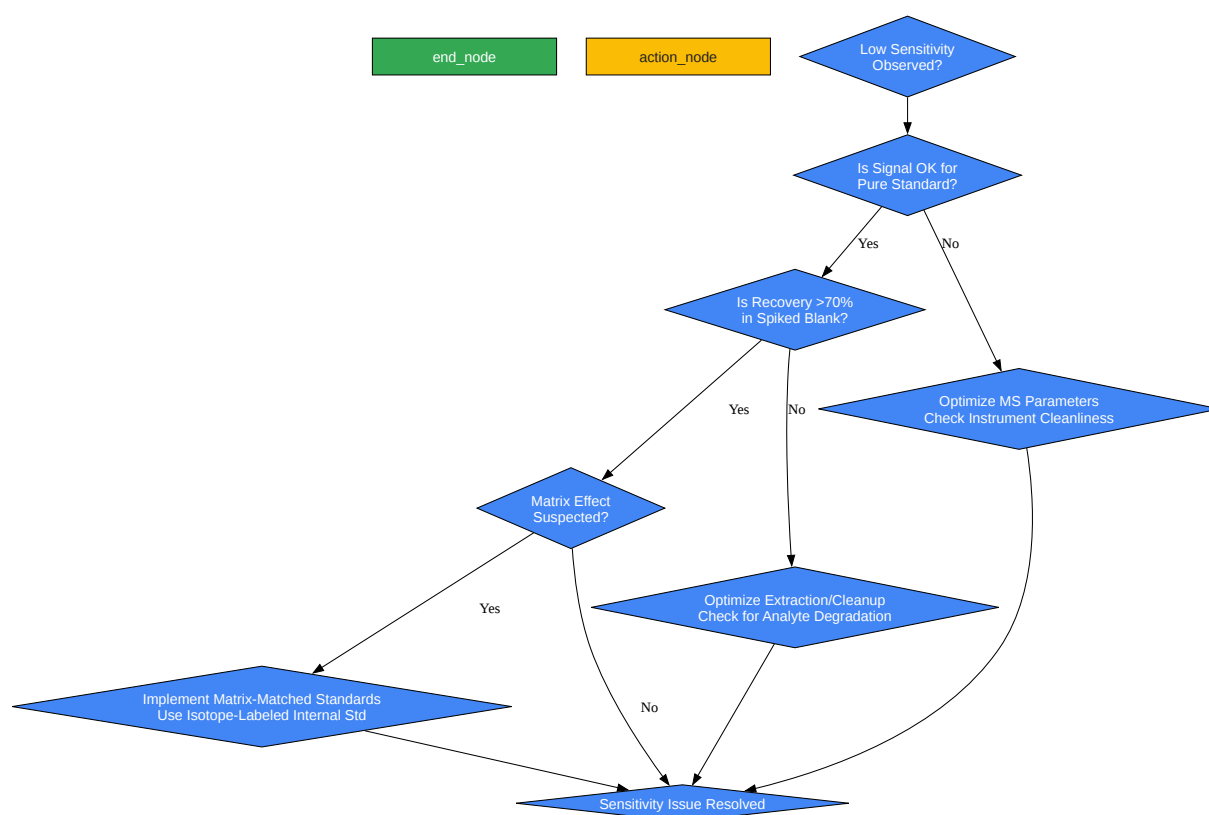 end_node
action_node
Low Sensitivity
Observed?
Is Signal OK for
Pure Standard?
Yes
No
Is Recovery >70%
in Spiked Blank?
Yes
No
Optimize MS Parameters
Check Instrument Cleanliness
Matrix Effect
Suspected?
Yes
No
Optimize Extraction/Cleanup
Check for Analyte Degradation
Implement Matrix-Matched Standards
Use Isotope-Labeled Internal Std
Sensitivity Issue Resolved